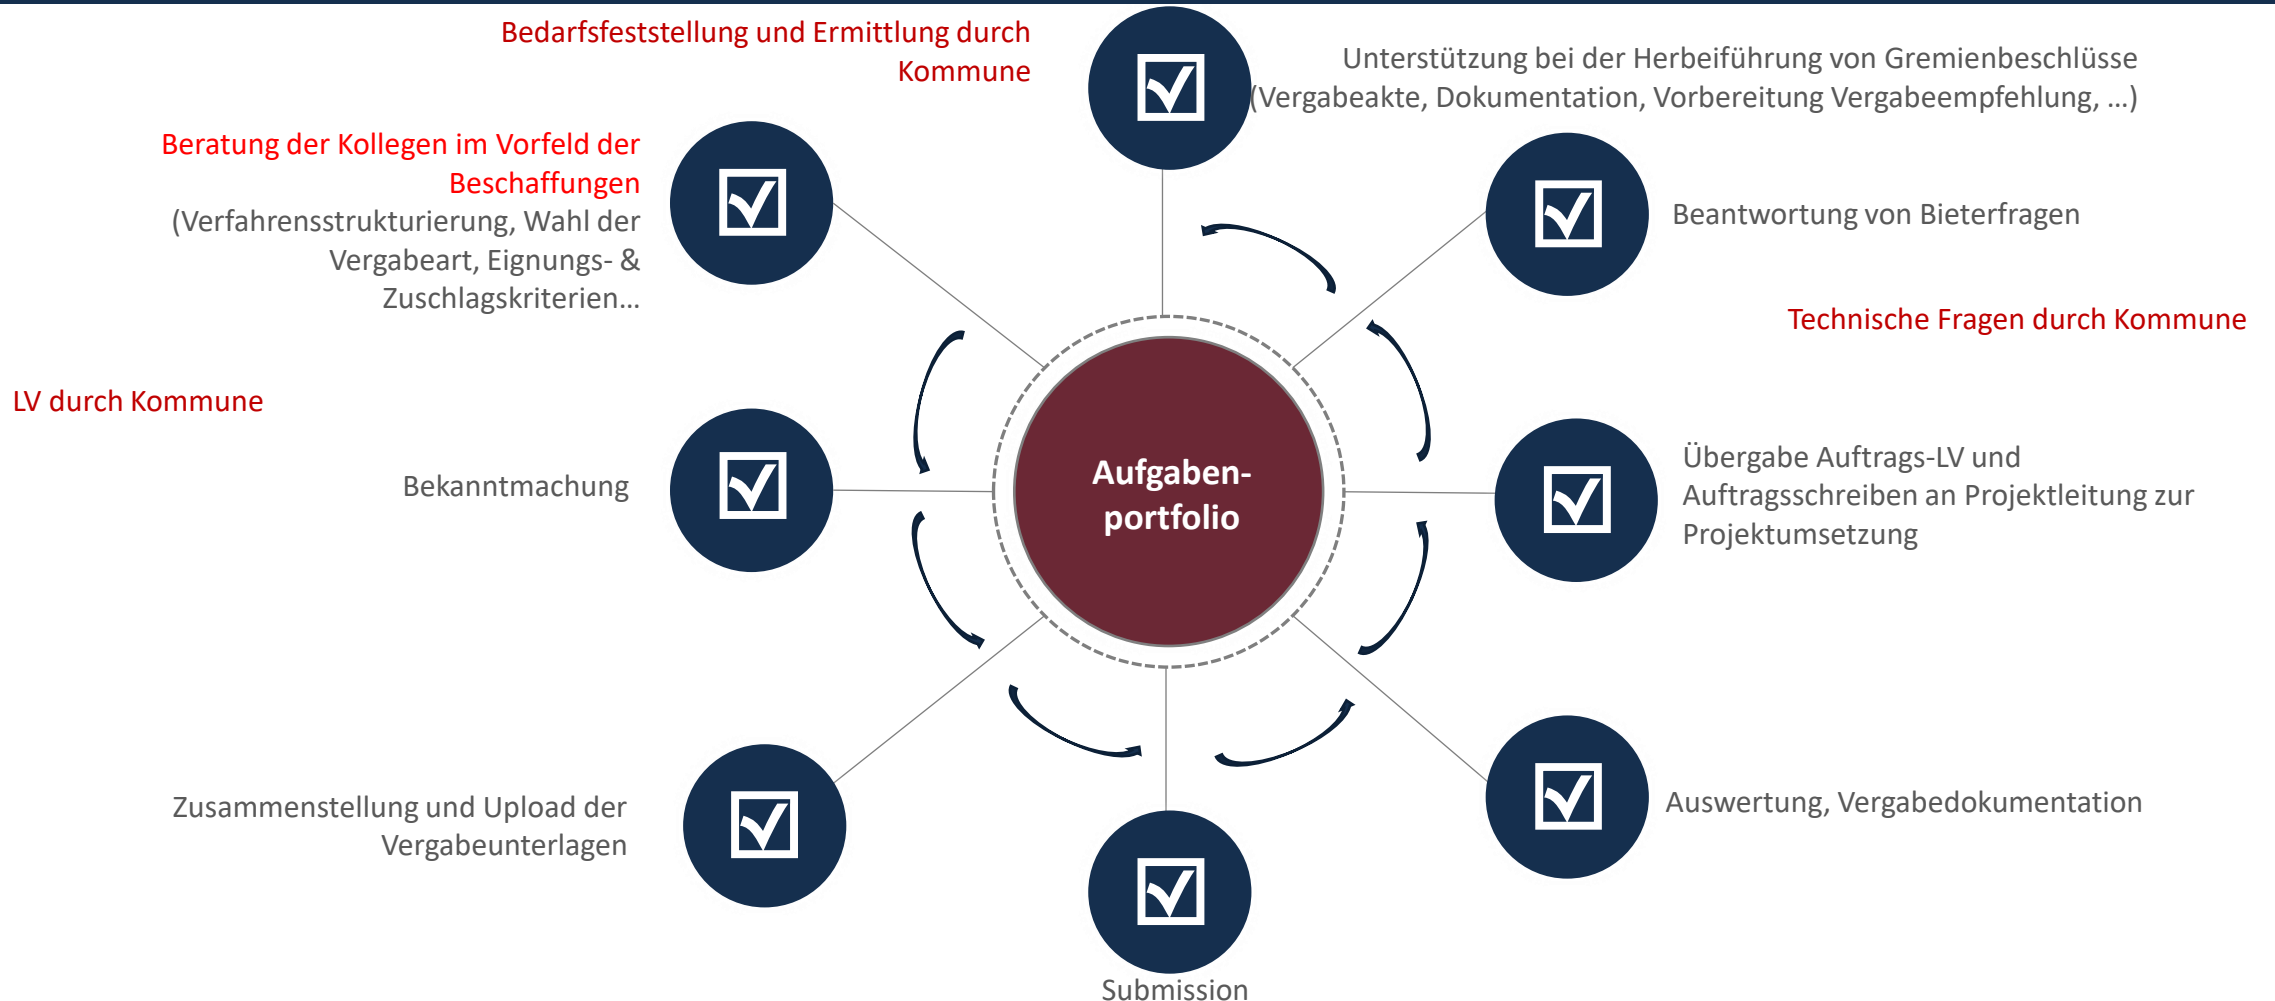 Bedarfsfeststellung und Ermittlung durch
Kommune
Unterstützung bei der Herbeiführung von Gremienbeschlüsse
(Vergabeakte, Dokumentation, Vorbereitung Vergabeempfehlung, ...)
Beratung der Kollegen im Vorfeld der
Beschaffungen
(Verfahrensstrukturierung, Wahl der
Vergabeart, Eignungs- &
Zuschlagskriterien...
Beantwortung von Bieterfragen
Technische Fragen durch Kommune
LV durch Kommune
Bekanntmachung
Aufgaben-
portfolio
Übergabe Auftrags-LV und
Auftragsschreiben an Projektleitung zur
Projektumsetzung
Zusammenstellung und Upload der
Vergabeunterlagen
Auswertung, Vergabedokumentation
Submission